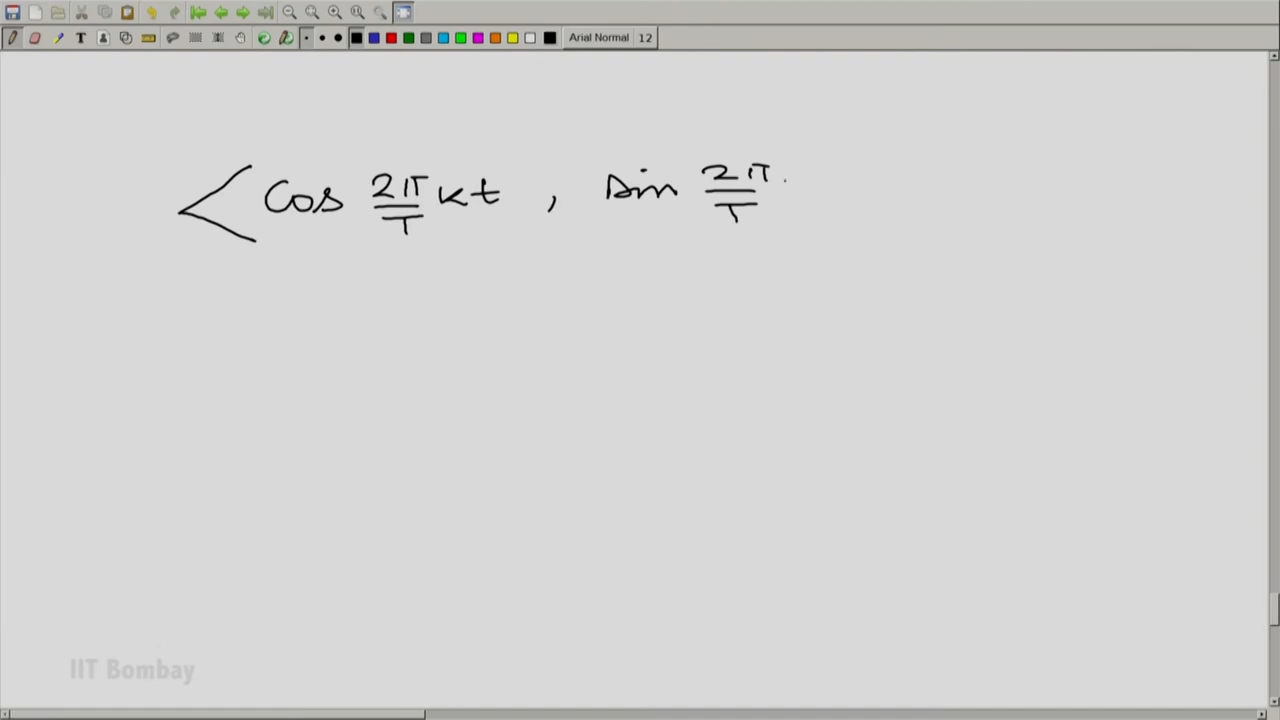 Arial Normal 12
< Cos 2π/T kt , sin 2π/T
IIT Bombay